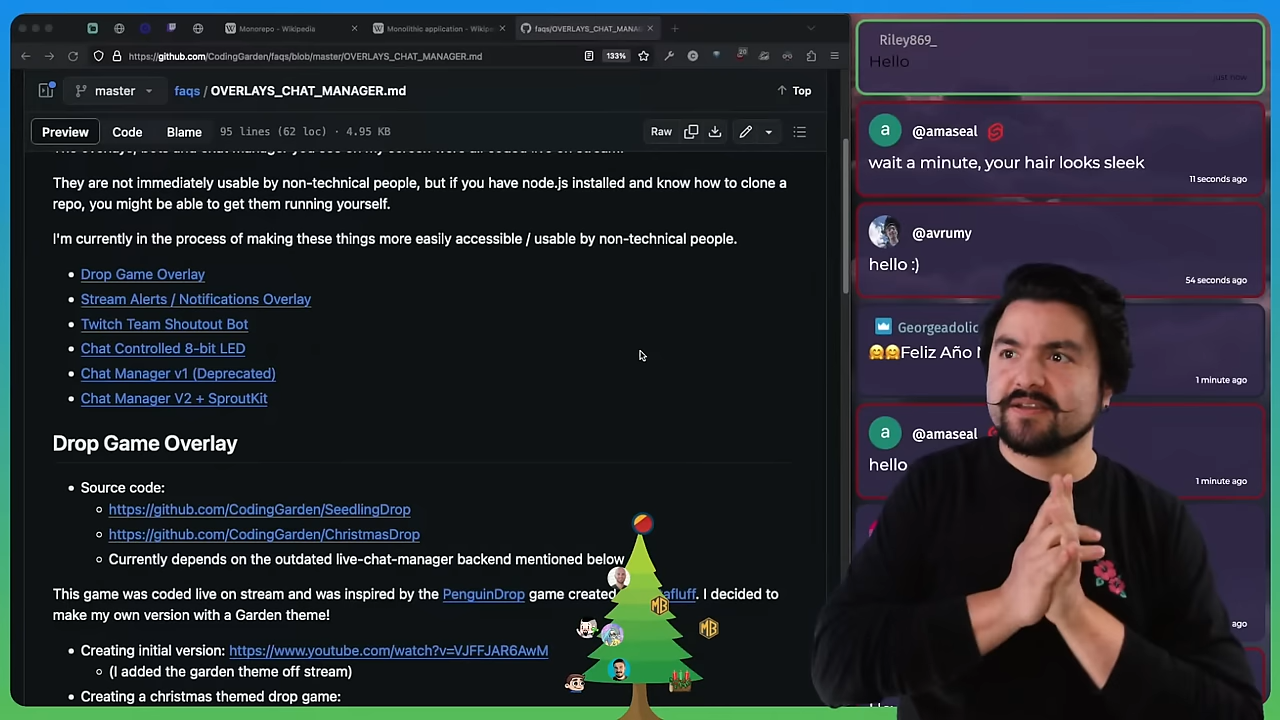 Monorepo - Wikipedia
Monolithic application - Wikipe
faqs/OVERLAYS_CHAT_MANA
https://github.com/CodingGarden/faqs/blob/master/OVERLAYS_CHAT_MANAGER.md
133%
20
master
faqs / OVERLAYS_CHAT_MANAGER.md
Top
Preview
Code
Blame
95 lines (62 loc) · 4.95 KB
Raw
They are not immediately usable by non-technical people, but if you have node.js installed and know how to clone a
repo, you might be able to get them running yourself.
I'm currently in the process of making these things more easily accessible / usable by non-technical people.
Drop Game Overlay
Stream Alerts / Notifications Overlay
Twitch Team Shoutout Bot
Chat Controlled 8-bit LED
Chat Manager v1 (Deprecated)
Chat Manager V2 + SproutKit
Drop Game Overlay
Source code:
https://github.com/CodingGarden/SeedlingDrop
https://github.com/CodingGarden/ChristmasDrop
Currently depends on the outdated live-chat-manager backend mentioned below
This game was coded live on stream and was inspired by the PenguinDrop game created afluff. I decided to
make my own version with a Garden theme!
Creating initial version: https://www.youtube.com/watch?v=VJFFJAR6AwM
(I added the garden theme off stream)
Creating a christmas themed drop game:
MB
MB
Riley869_
Hello
just now
a
@amaseal
wait a minute, your hair looks sleek
11 seconds ago
@avrumy
hello :)
54 seconds ago
Georgeadolic
Feliz Año
1 minute ago
a
@amaseal
hello
1 minute ago
ago